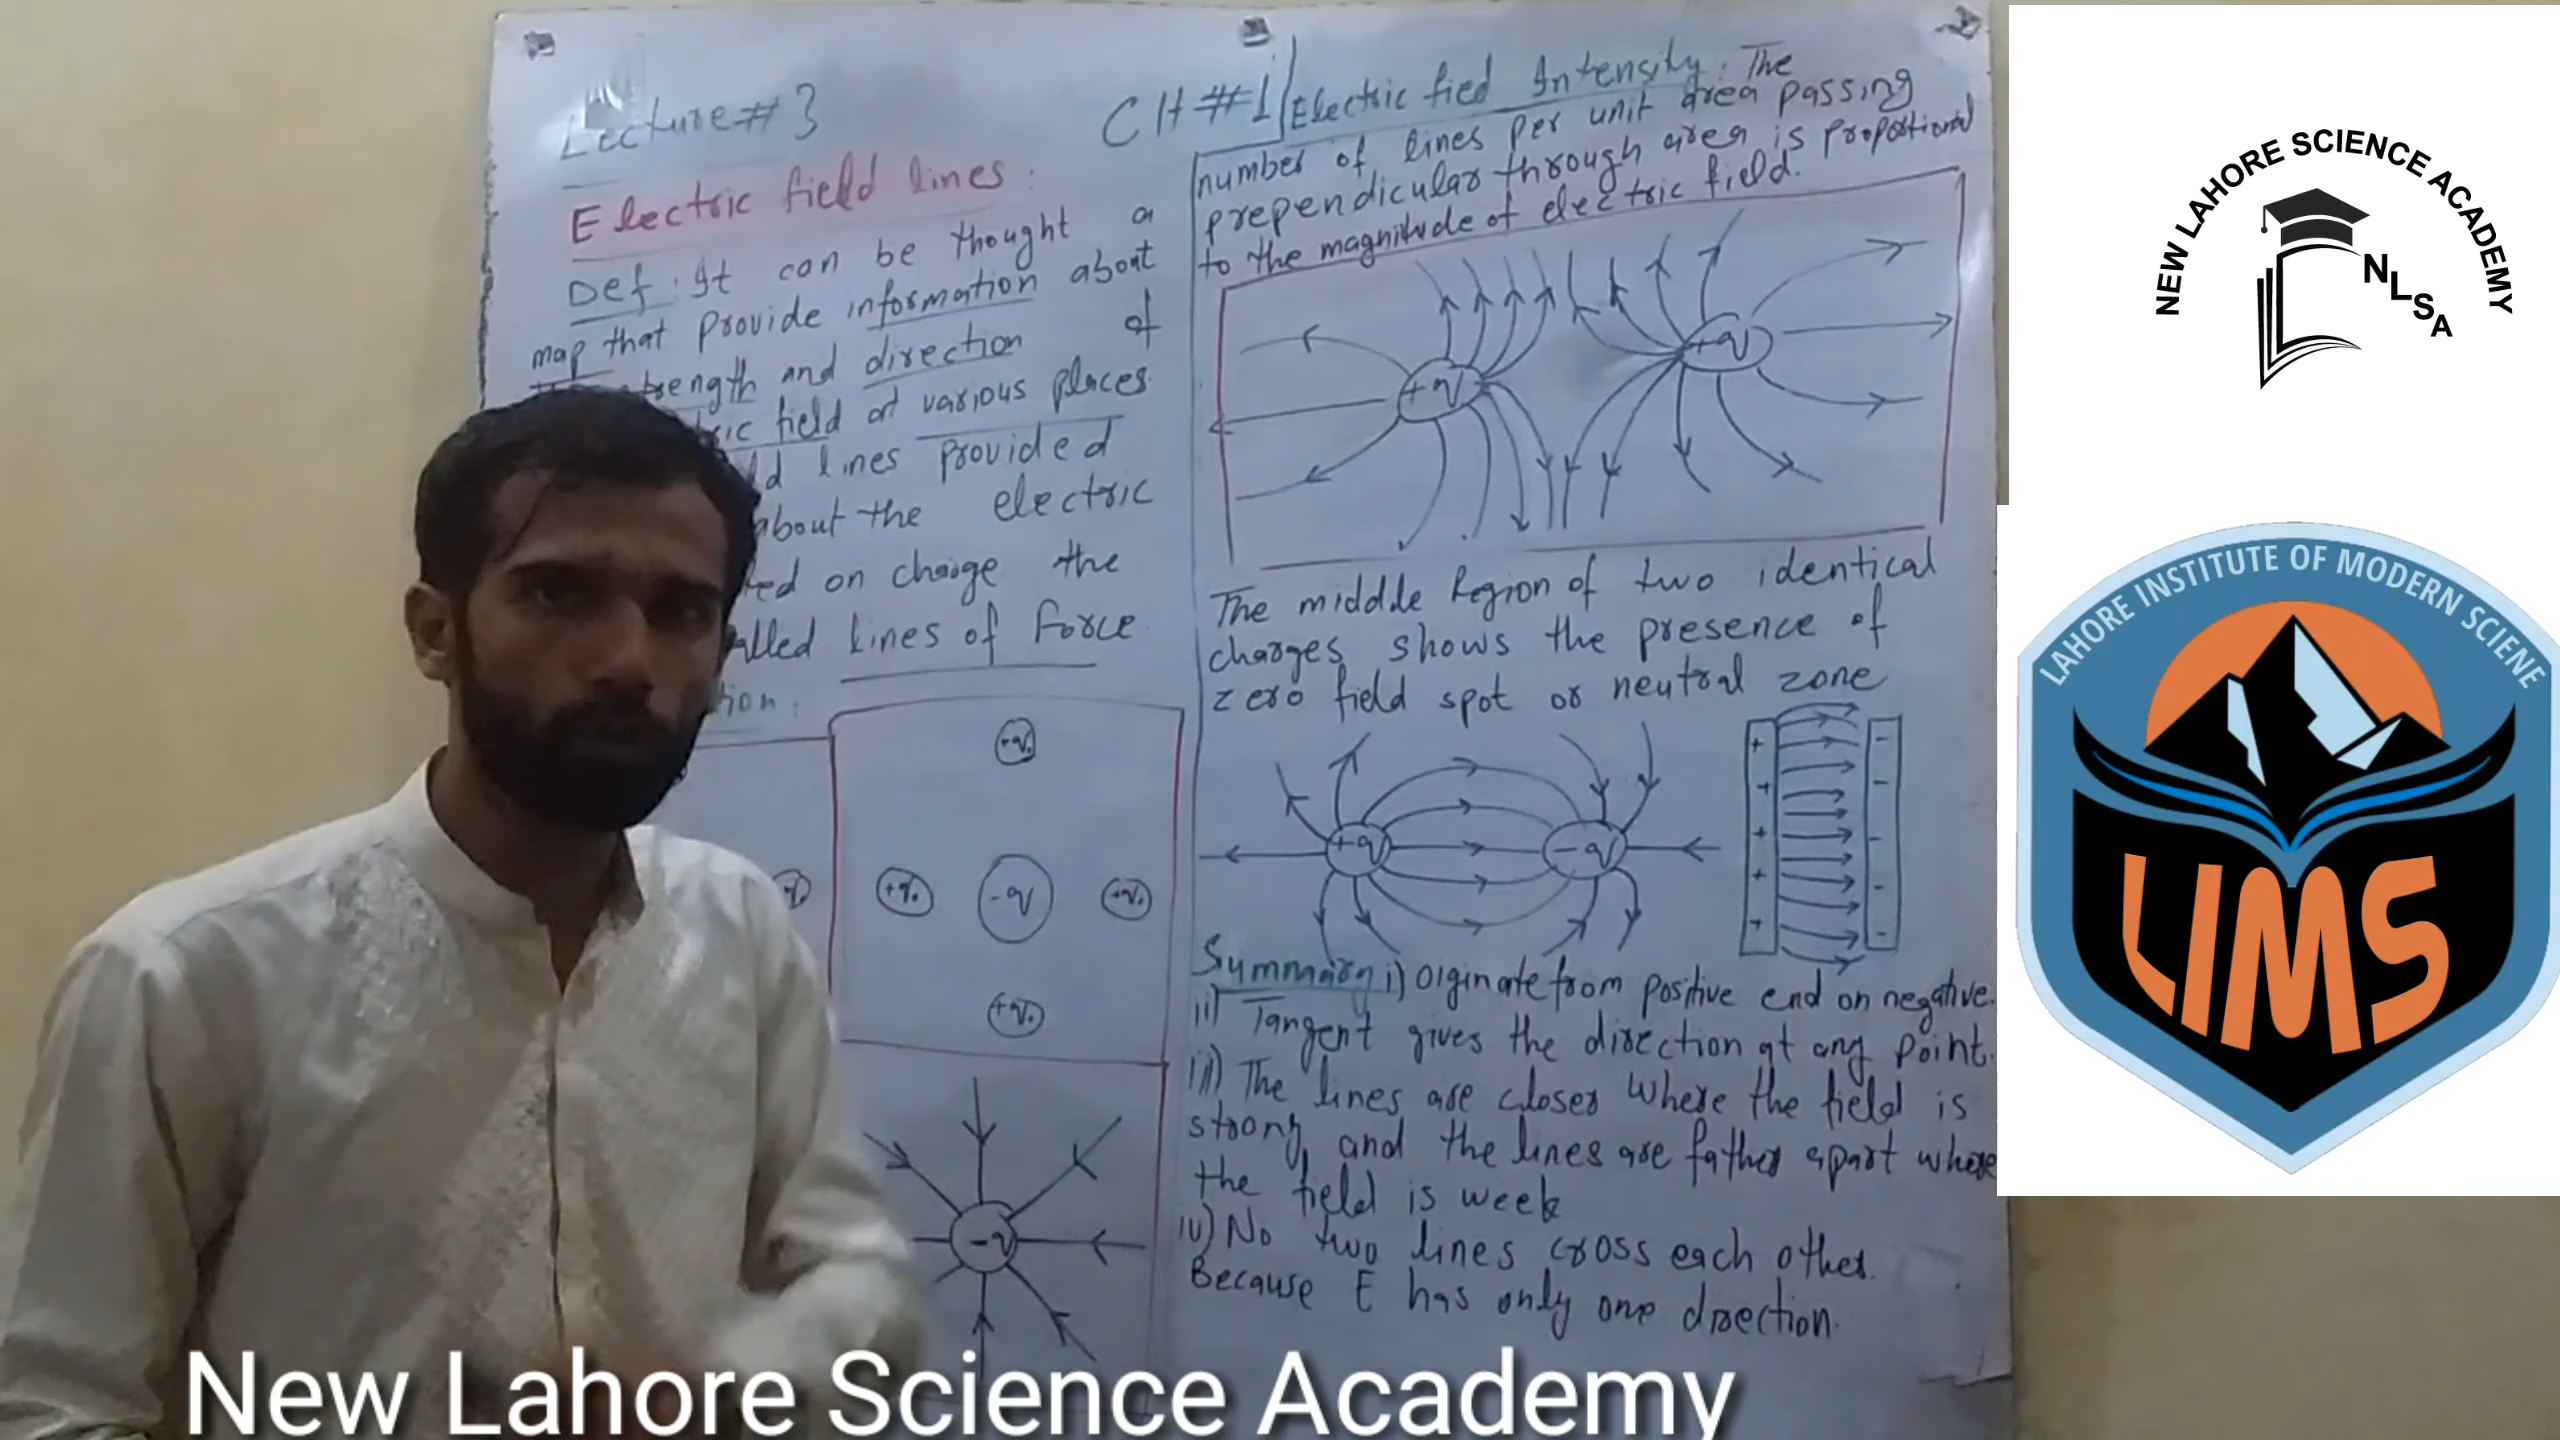 Lecture # 3
CH # 1
Electric field lines:
Def: It can be thought a
map that provide information about
strength and direction of
field at various places
lines provided
about the electric
on charge the
lines of force
Electric fied Intensity: The
number of lines per unit area passing
prependicular through area is proportional
to the magnitude of electric field.
+q
+q
The middle Region of two identical
charges shows the presence of
zero field spot or neutral zone
+q
-q
+
+
+
+
+
-
-
-
-
-
+q.
+q.
-q
+q.
+q.
-q
Summary i) Orginate from positive end on negative.
ii) Tangent gives the direction at any point.
iii) The lines are closer where the field is
strong, and the lines are father apart where
the field is week
iv) No two lines cross each other.
Because E has only one direction.
NEW LAHORE SCIENCE ACADEMY
NLSA
LAHORE INSTITUTE OF MODERN SCIENE
LIMS
New Lahore Science Academy